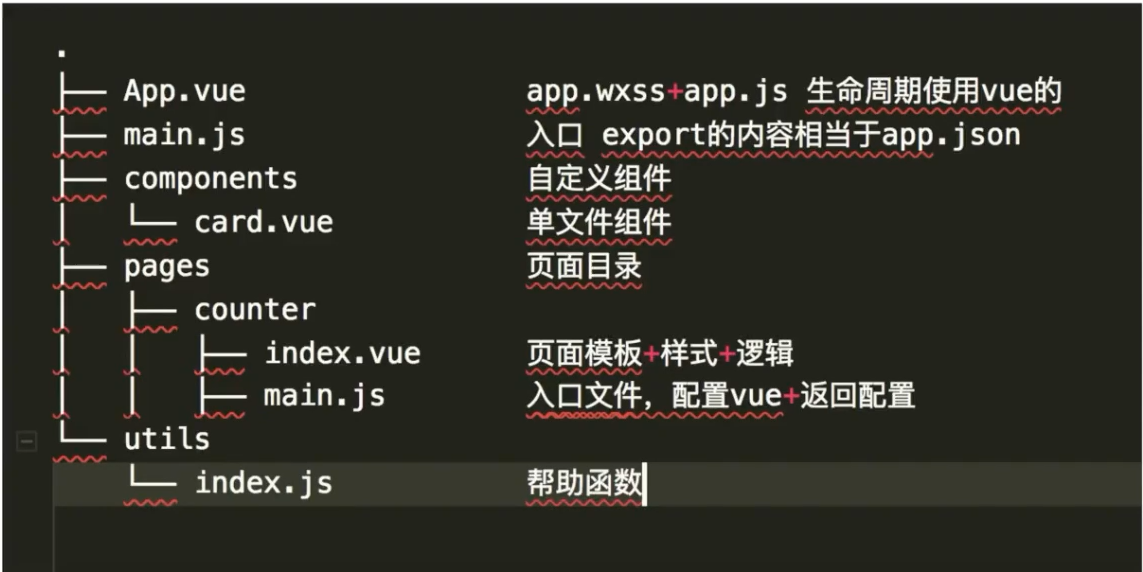 .
├── App.vue app.wxss+app.js 生命周期使用vue的
├── main.js 入口 export的内容相当于app.json
├── components 自定义组件
│   └── card.vue 单文件组件
├── pages 页面目录
│   ├── counter
│   │   ├── index.vue 页面模板+样式+逻辑
│   │   ├── main.js 入口文件，配置vue+返回配置
└── utils
    └── index.js 帮助函数